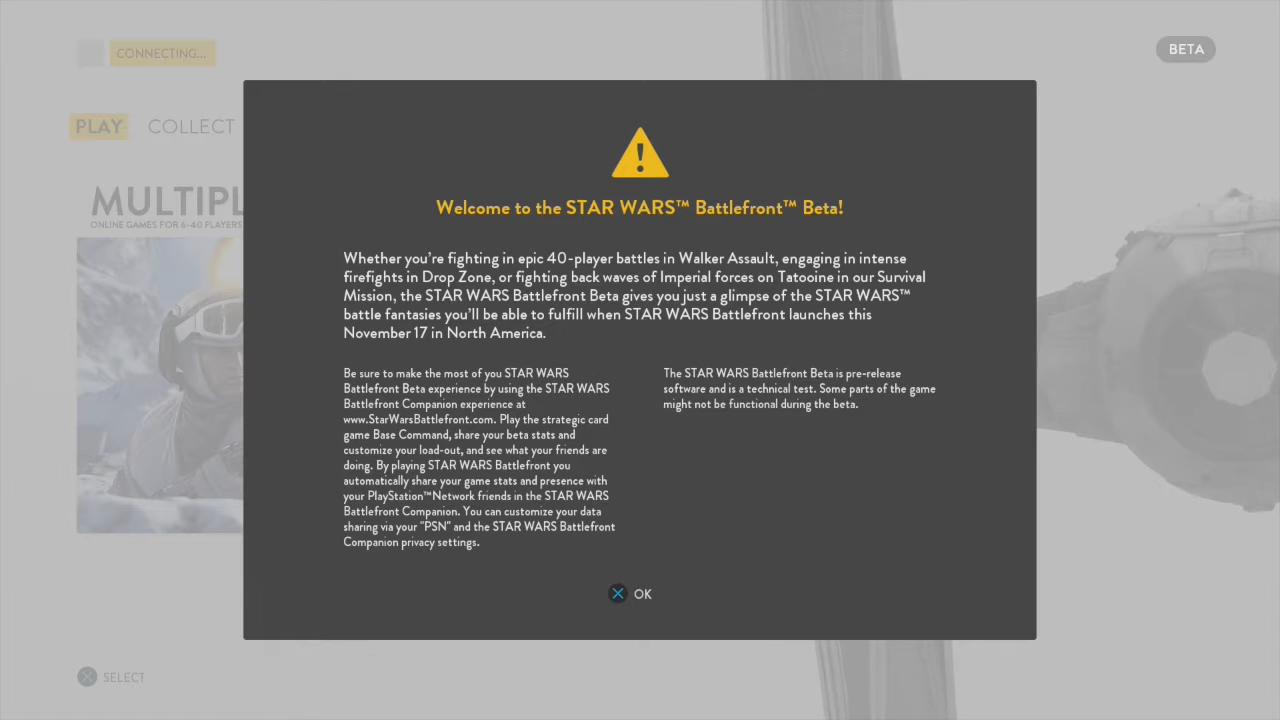 CONNECTING...
BETA
PLAY
COLLECT
MULTIPL
ONLINE GAMES FOR 6-40 PLAYERS
Welcome to the STAR WARS™ Battlefront™ Beta!
Whether you're fighting in epic 40-player battles in Walker Assault, engaging in intense
firefights in Drop Zone, or fighting back waves of Imperial forces on Tatooine in our Survival
Mission, the STAR WARS Battlefront Beta gives you just a glimpse of the STAR WARS™
battle fantasies you'll be able to fulfill when STAR WARS Battlefront launches this
November 17 in North America.
Be sure to make the most of you STAR WARS
Battlefront Beta experience by using the STAR WARS
Battlefront Companion experience at
www.StarWarsBattlefront.com. Play the strategic card
game Base Command, share your beta stats and
customize your load-out, and see what your friends are
doing. By playing STAR WARS Battlefront you
automatically share your game stats and presence with
your PlayStation™Network friends in the STAR WARS
Battlefront Companion. You can customize your data
sharing via your "PSN" and the STAR WARS Battlefront
Companion privacy settings.
The STAR WARS Battlefront Beta is pre-release
software and is a technical test. Some parts of the game
might not be functional during the beta.
OK
SELECT